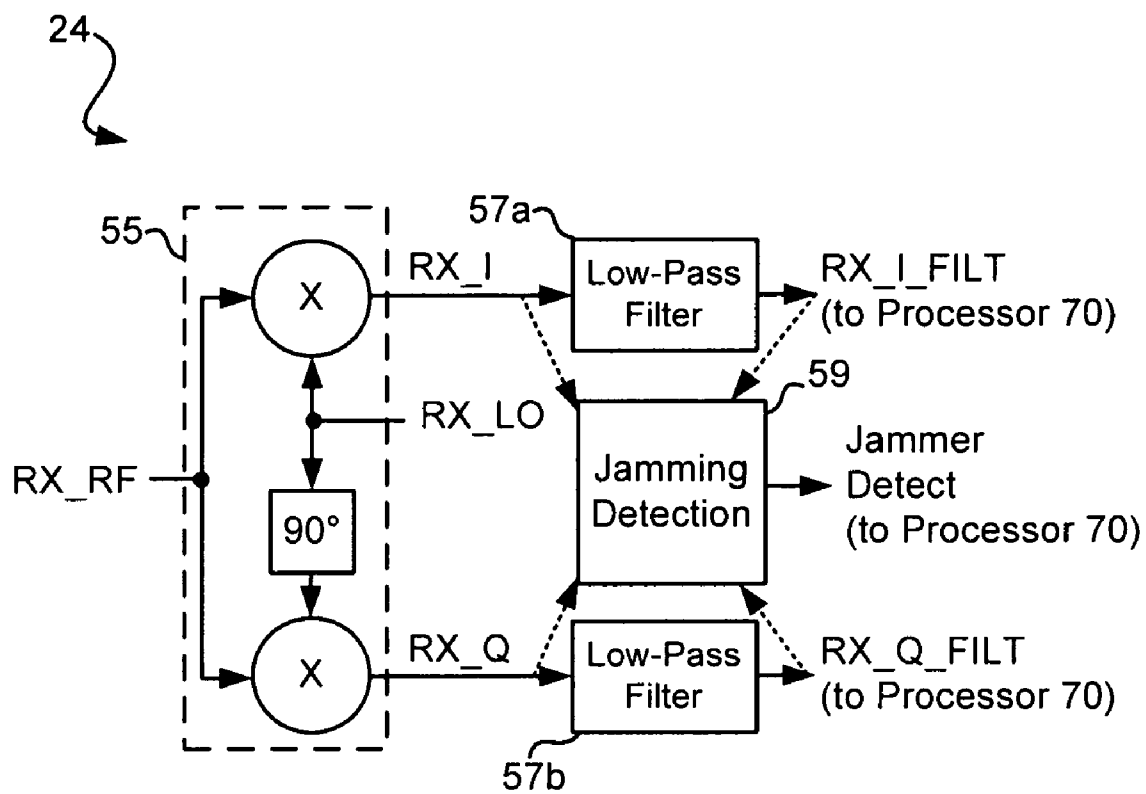 24
55
57a
RX_I
Low-Pass
Filter
RX_I_FILT
(to Processor 70)
X
59
RX_LO
RX_RF
90°
Jamming
Detection
Jammer
Detect
(to Processor 70)
X
RX_Q
Low-Pass
Filter
RX_Q_FILT
(to Processor 70)
57b